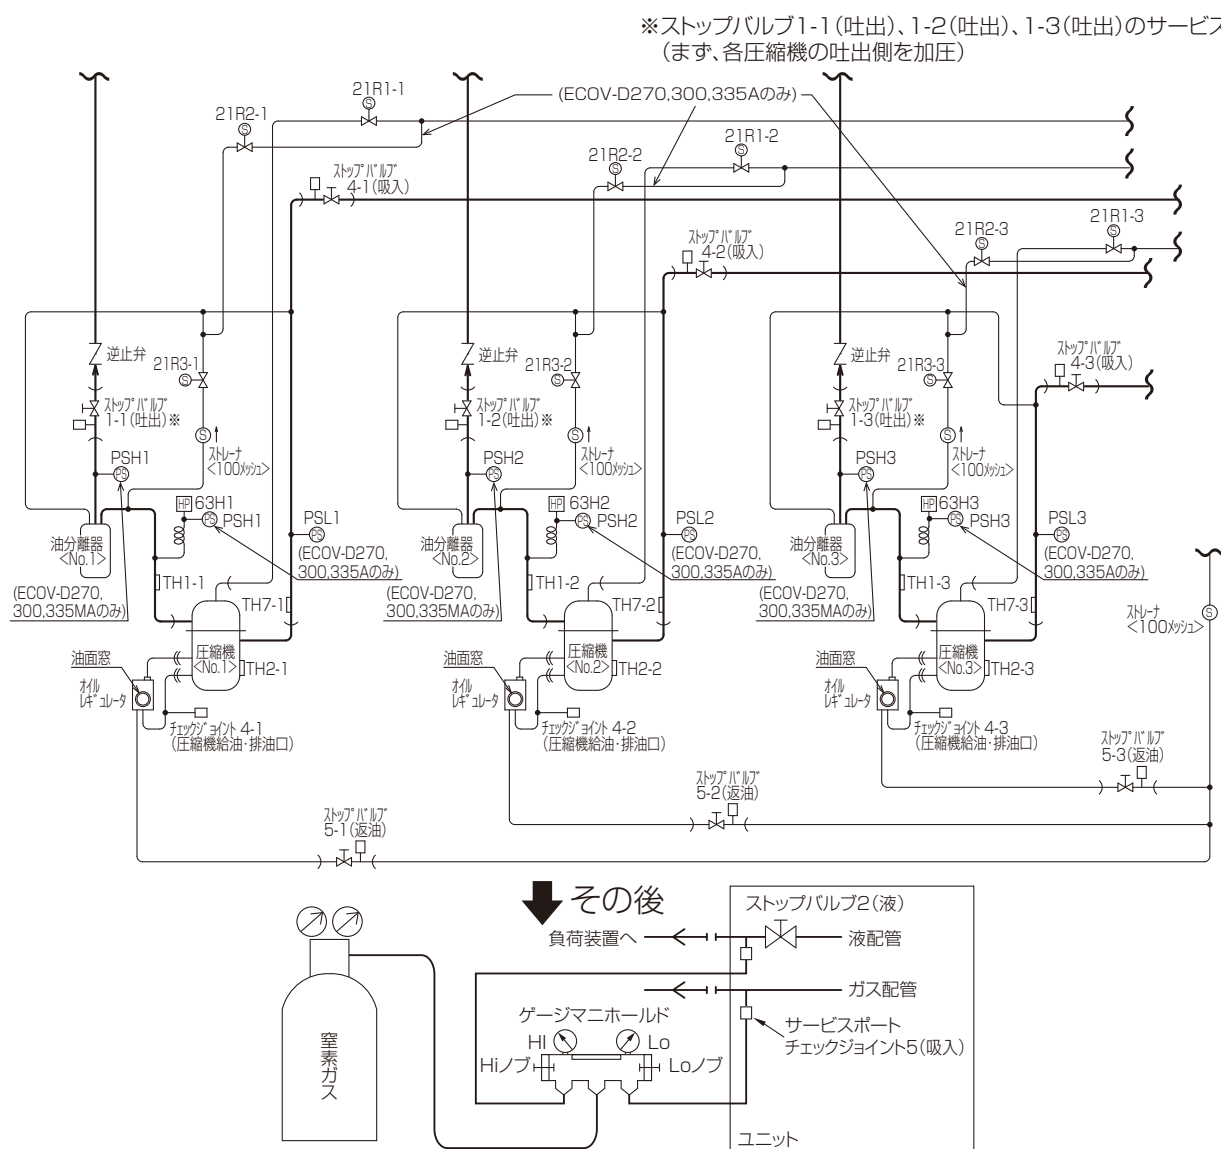 ※ストップバルブ1-1(吐出)、1-2(吐出)、1-3(吐出)のサービス
(まず、各圧縮機の吐出側を加圧)
21R1-1
21R2-1
(ECOV-D270,300,335Aのみ)
21R1-2
21R2-2
ストップバルブ
4-1(吸入)
21R1-3
21R2-3
ストップバルブ
4-2(吸入)
逆止弁
21R3-1
逆止弁
21R3-2
逆止弁
21R3-3
ストップバルブ
4-3(吸入)
ストップバルブ
1-1(吐出)※
ストップバルブ
1-2(吐出)※
ストップバルブ
1-3(吐出)※
S
ストレーナ
<100メッシュ>
S
ストレーナ
<100メッシュ>
S
ストレーナ
<100メッシュ>
PSH1
PS
HP 63H1
PS PSH1
PSL1
PS
PSH2
PS
HP 63H2
PS PSH2
PSL2
PS
PSH3
PS
HP 63H3
PS PSH3
PSL3
PS
油分離器
<No.1>
油分離器
<No.2>
油分離器
<No.3>
(ECOV-D270,
300,335Aのみ)
(ECOV-D270,
300,335Aのみ)
(ECOV-D270,
300,335Aのみ)
TH1-1
TH1-2
TH1-3
(ECOV-D270,
300,335MAのみ)
(ECOV-D270,
300,335MAのみ)
(ECOV-D270,
300,335MAのみ)
TH7-1
TH7-2
TH7-3
ストレーナ
<100メッシュ>
S
油面窓
圧縮機
<No.1>
TH2-1
油面窓
圧縮機
<No.2>
TH2-2
油面窓
圧縮機
<No.3>
TH2-3
オイル
レギュレータ
オイル
レギュレータ
オイル
レギュレータ
チェックジョイント 4-1
(圧縮機給油・排油口)
チェックジョイント 4-2
(圧縮機給油・排油口)
チェックジョイント 4-3
(圧縮機給油・排油口)
ストップバルブ
5-3(返油)
ストップバルブ
5-2(返油)
ストップバルブ
5-1(返油)
その後
ストップバルブ2(液)
負荷装置へ
液配管
ガス配管
ゲージマニホールド
HI
Lo
Hiノブ
Loノブ
サービスポート
チェックジョイント5(吸入)
窒素ガス
ユニット